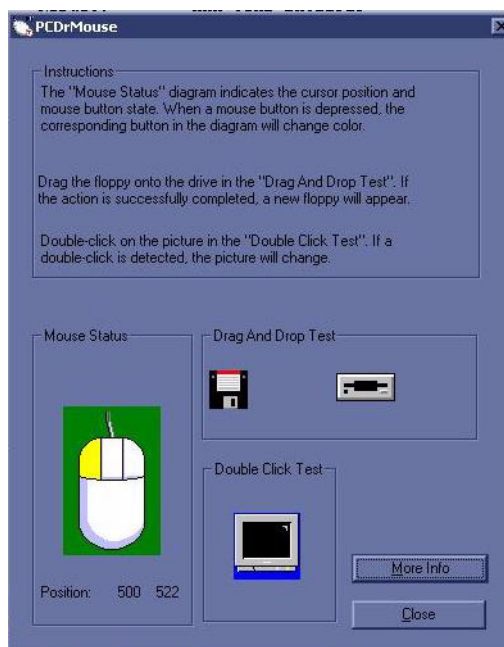 PCDrMouse
Instructions
The "Mouse Status" diagram indicates the cursor position and
mouse button state. When a mouse button is depressed, the
corresponding button in the diagram will change color.
Drag the floppy onto the drive in the "Drag And Drop Test". If
the action is successfully completed, a new floppy will appear.
Double-click on the picture in the "Double Click Test". If a
double-click is detected, the picture will change.
Mouse Status
Drag And Drop Test
Double Click Test
Position: 500 522
More Info
Close